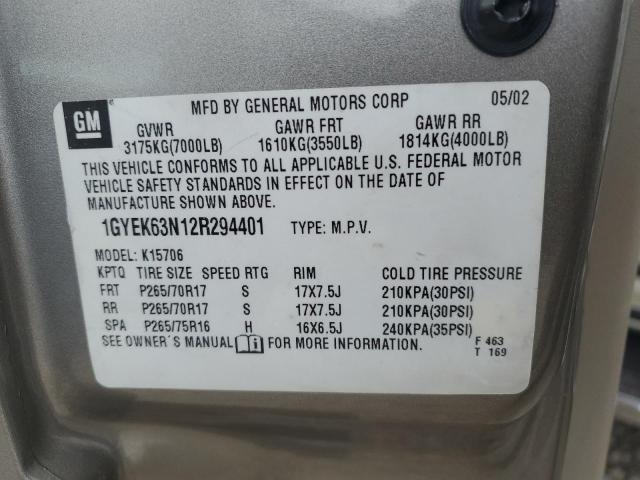 MFD BY GENERAL MOTORS CORP 05/02
GM
GVWR GAWR FRT GAWR RR
3175KG(7000LB) 1610KG(3550LB) 1814KG(4000LB)
THIS VEHICLE CONFORMS TO ALL APPLICABLE U.S. FEDERAL MOTOR
VEHICLE SAFETY STANDARDS IN EFFECT ON THE DATE OF
MANUFACTURE SHOWN ABOVE.
1GYEK63N12R294401 TYPE: M.P.V.
MODEL: K15706
KPTQ TIRE SIZE SPEED RTG RIM COLD TIRE PRESSURE
FRT P265/70R17 S 17X7.5J 210KPA(30PSI)
RR P265/70R17 S 17X7.5J 210KPA(30PSI)
SPA P265/75R16 H 16X6.5J 240KPA(35PSI)
SEE OWNER'S MANUAL i FOR MORE INFORMATION.
F 463
T 169